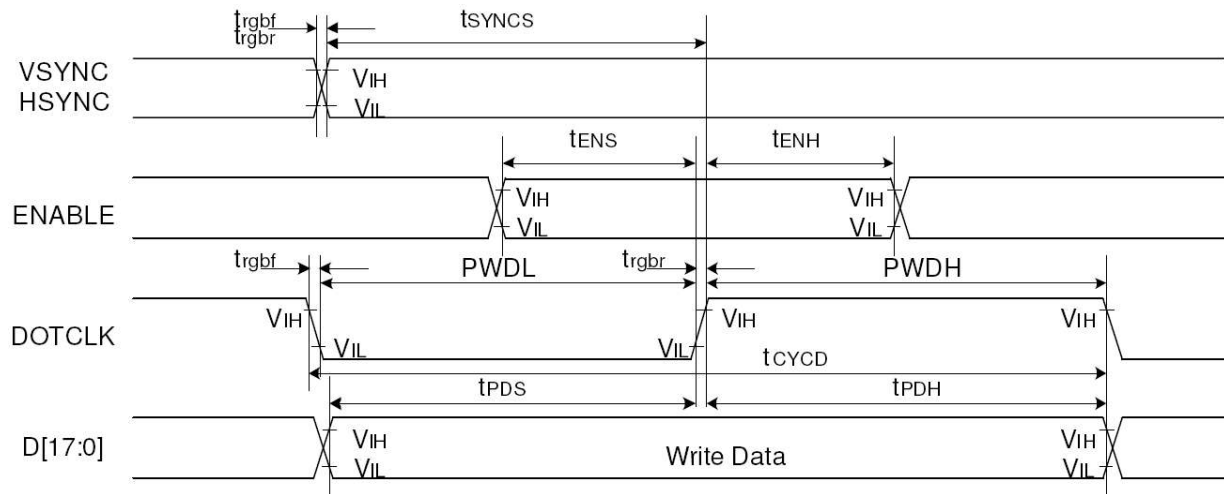 trgbf
trgbr
tSYNCS
VSYNC
HSYNC
VIH
VIL
tENS
tENH
ENABLE
VIH
VIL
VIH
VIL
trgbf
PWDL
trgbr
PWDH
DOTCLK
VIH
VIL
VIL
VIH
VIH
tCYCD
tPDS
tPDH
D[17:0]
VIH
VIL
Write Data
VIH
VIL